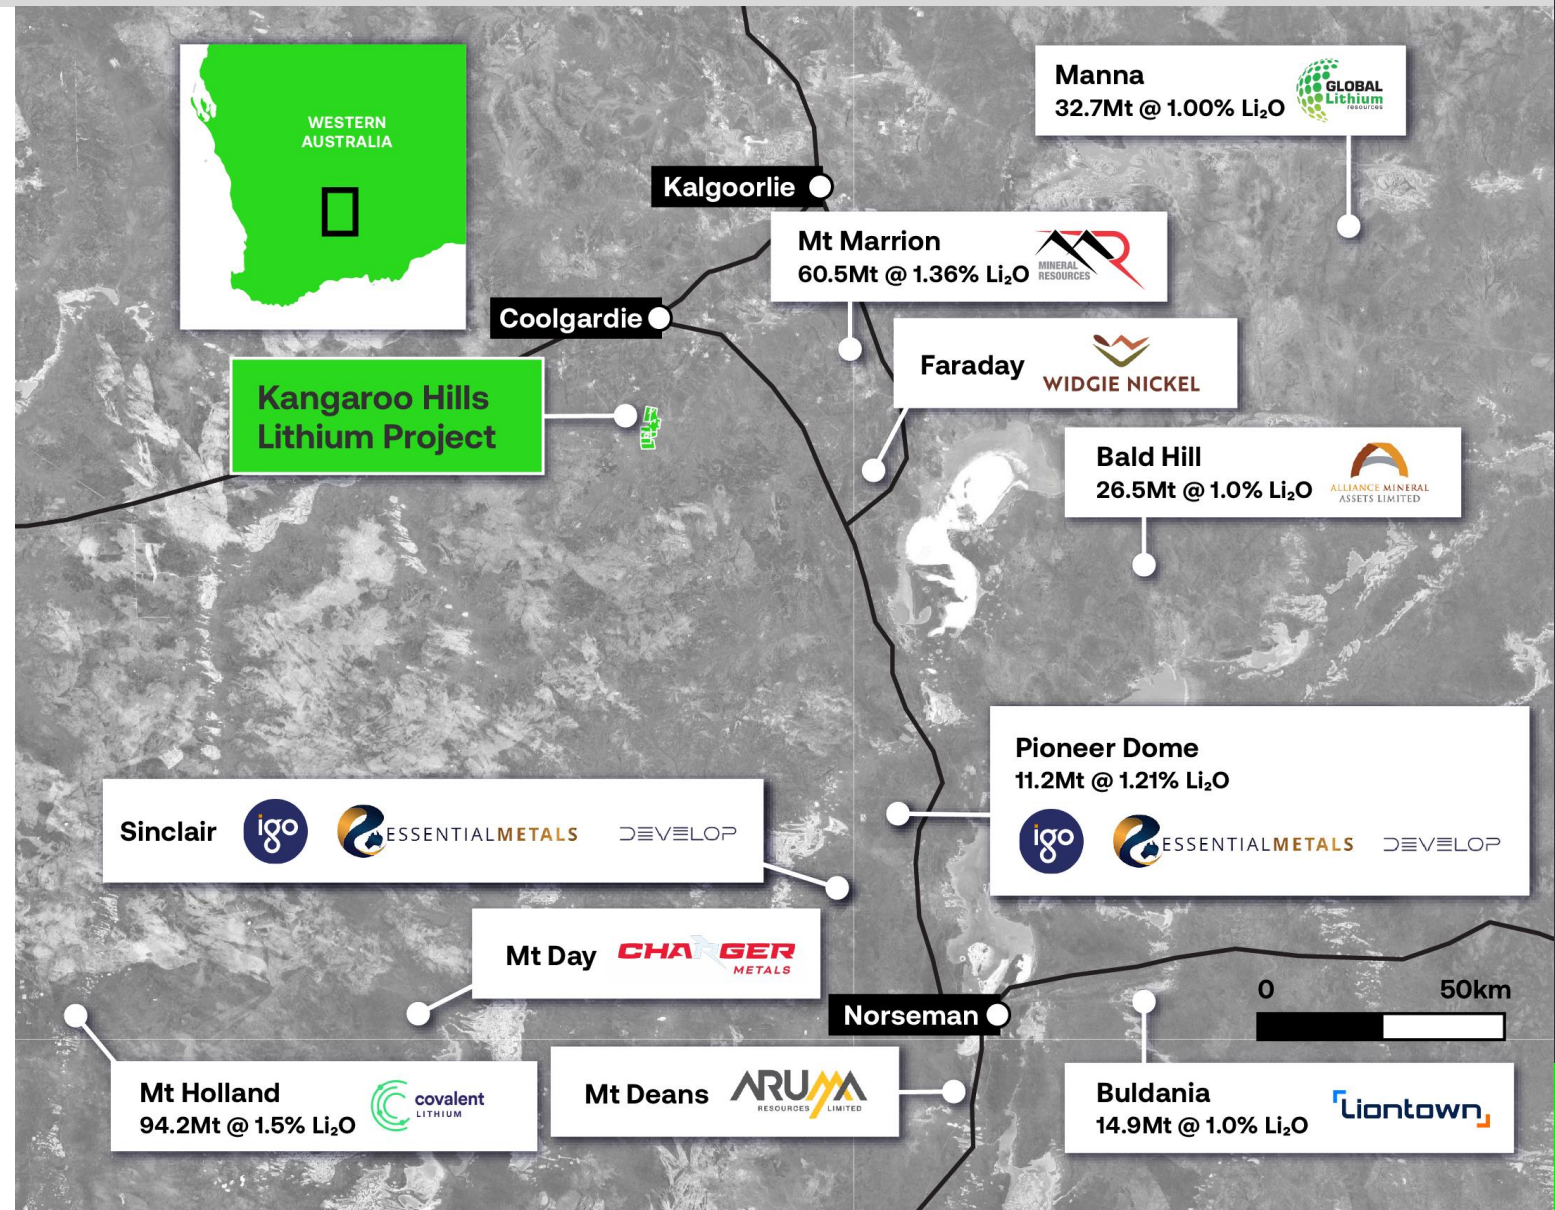 WESTERN
AUSTRALIA
Manna
32.7Mt @ 1.00% Li₂O
GLOBAL
Lithium
resources
Kalgoorlie
Mt Marrion
60.5Mt @ 1.36% Li₂O
MINERAL
RESOURCES
Coolgardie
Faraday
WIDGIE NICKEL
Kangaroo Hills
Lithium Project
Bald Hill
26.5Mt @ 1.0% Li₂O
ALLIANCE MINERAL
ASSETS LIMITED
Pioneer Dome
11.2Mt @ 1.21% Li₂O
igo
ESSENTIALMETALS
DEVELOP
Sinclair
igo
ESSENTIALMETALS
DEVELOP
Mt Day
CHARGER
METALS
Norseman
0 50km
Mt Holland
94.2Mt @ 1.5% Li₂O
covalent
LITHIUM
Mt Deans
ARUMA
RESOURCES LIMITED
Buldania
14.9Mt @ 1.0% Li₂O
Liontown